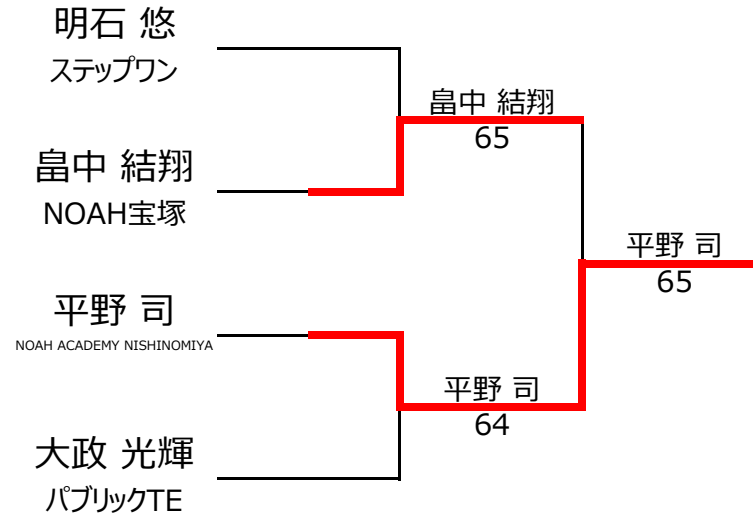 明石 悠
ステップワン
畠中 結翔
NOAH宝塚
平野 司
NOAH ACADEMY NISHINOMIYA
大政 光輝
パブリックTE
畠中 結翔
65
平野 司
64
平野 司
65